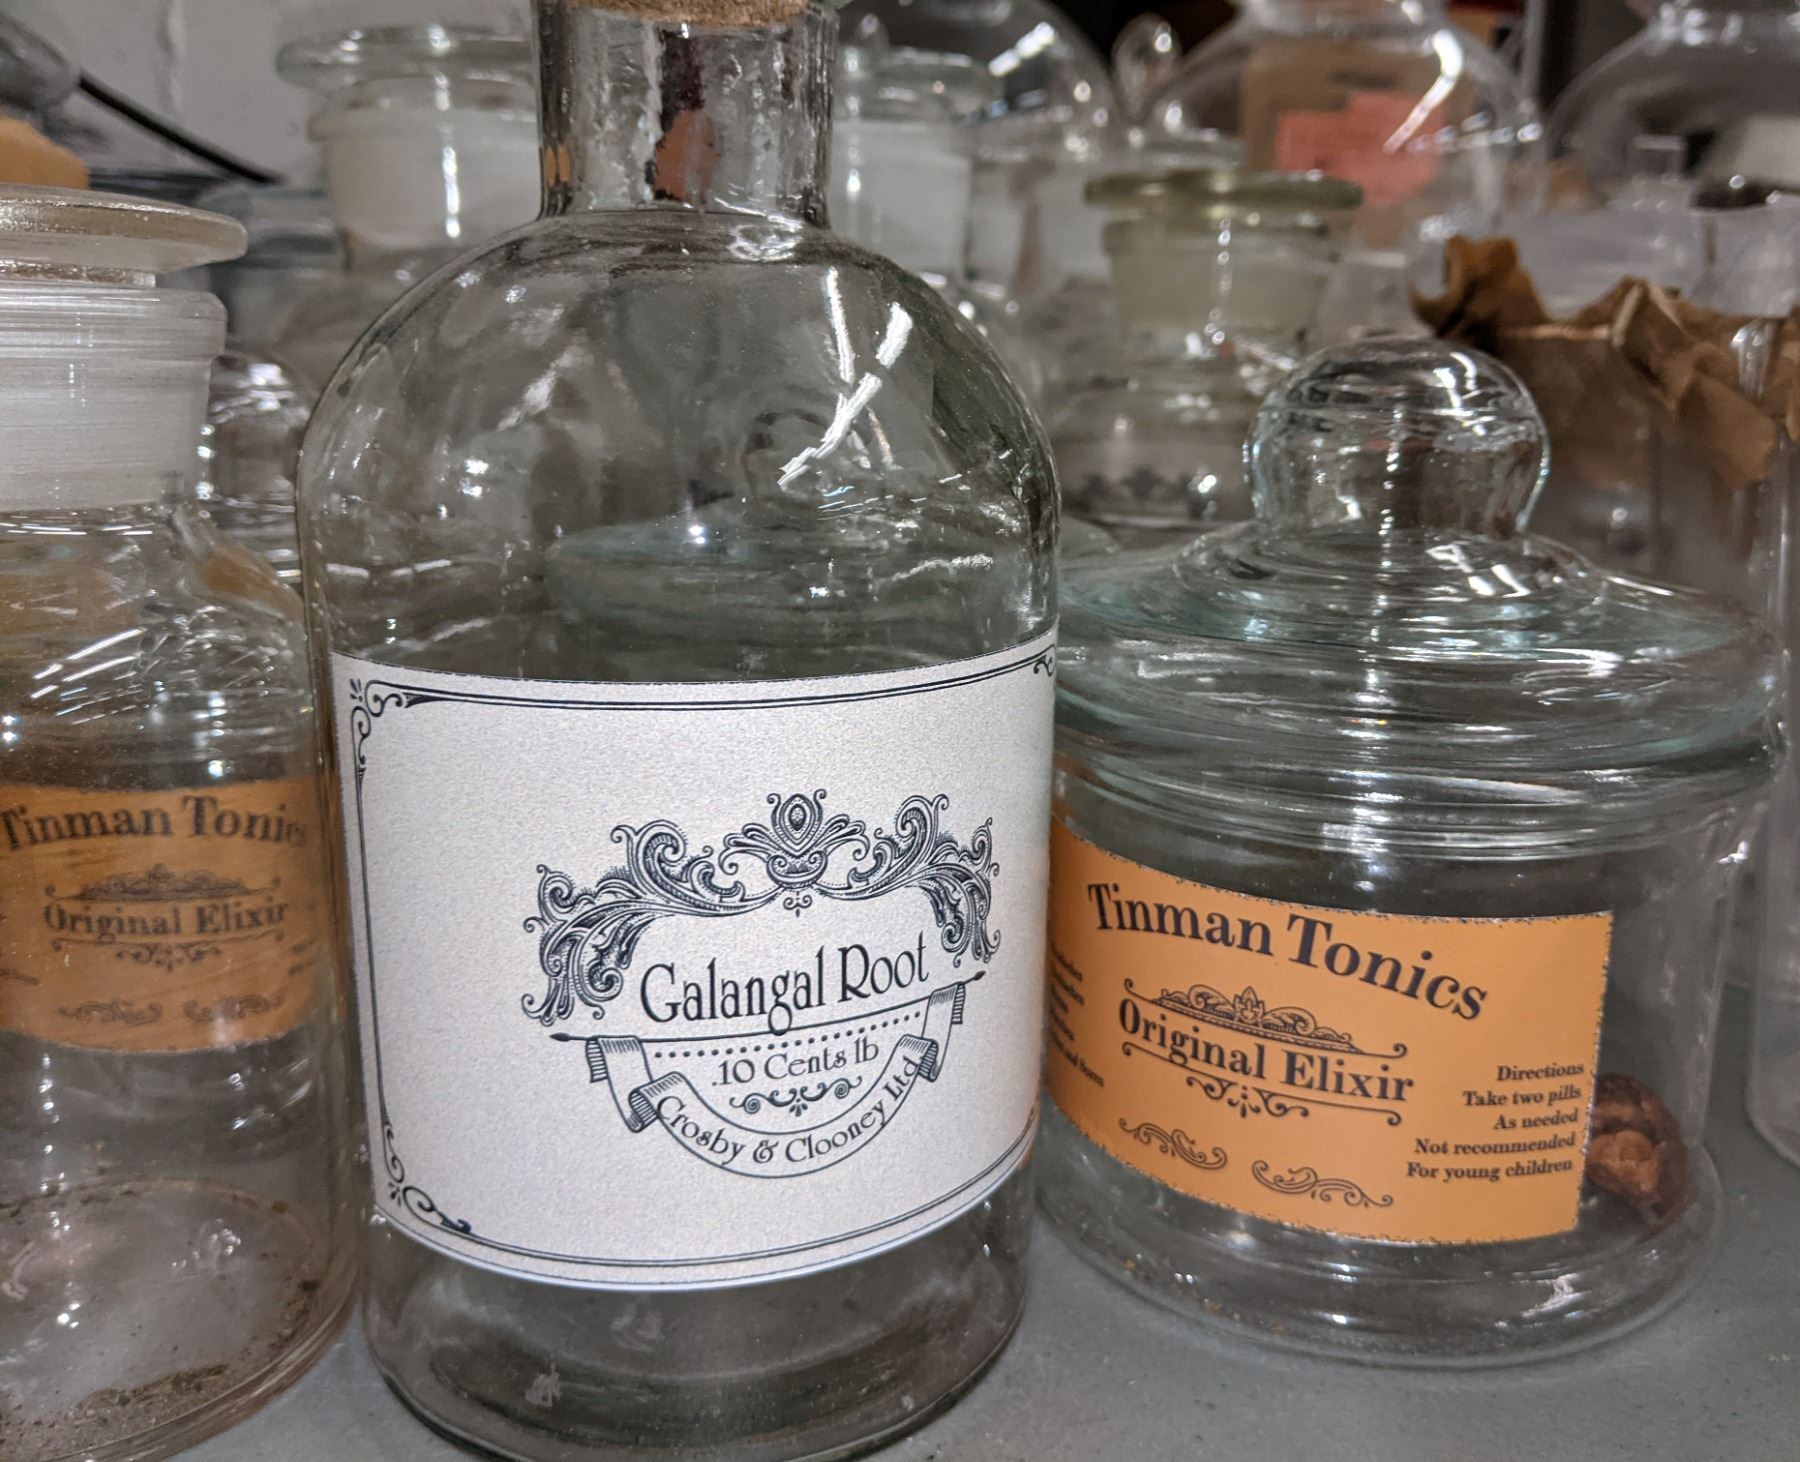 Tinman Tonics
Original Elixir
Galangal Root
.10 Cents lb
Crosby & Clooney Ltd
Tinman Tonics
Original Elixir
Directions
Take two pills
As needed
Not recommended
For young children